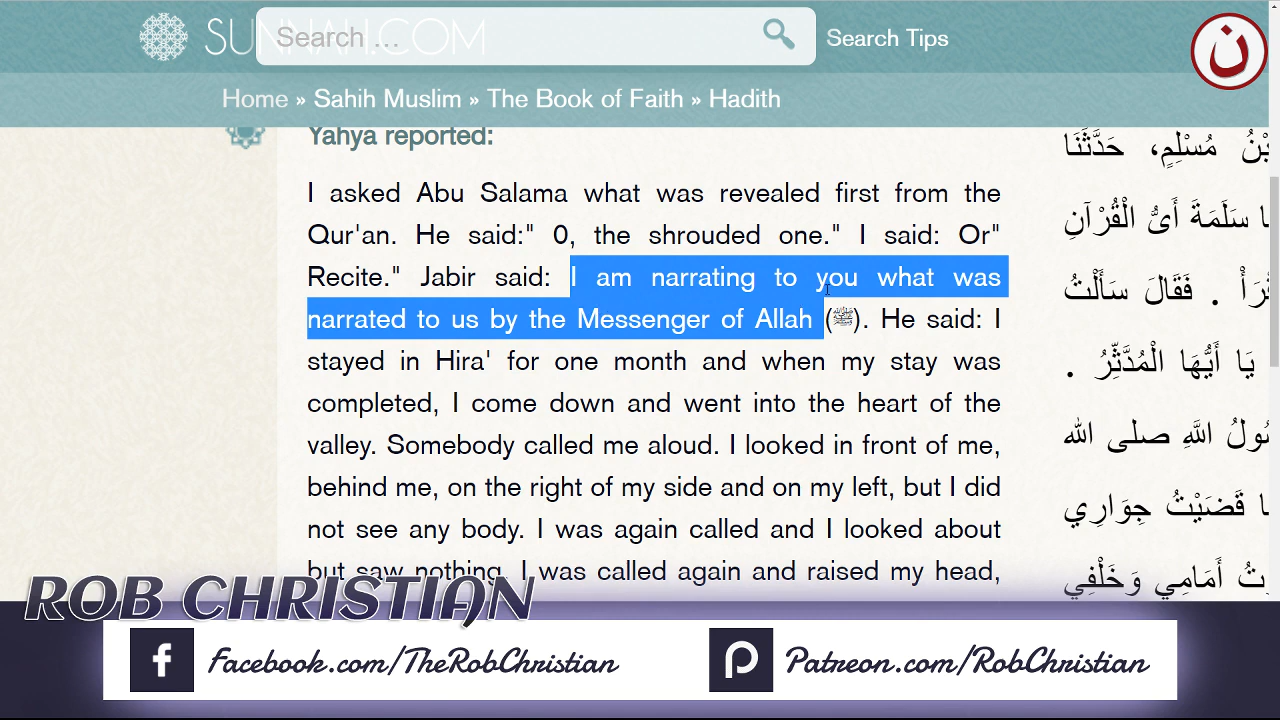 SUNNAH.COM
Search ...
Search Tips
ن
Home » Sahih Muslim » The Book of Faith » Hadith
Yahya reported:
I asked Abu Salama what was revealed first from the
Qur'an. He said:" 0, the shrouded one." I said: Or"
Recite." Jabir said: I am narrating to you what was
narrated to us by the Messenger of Allah (ﷺ). He said: I
stayed in Hira' for one month and when my stay was
completed, I come down and went into the heart of the
valley. Somebody called me aloud. I looked in front of me,
behind me, on the right of my side and on my left, but I did
not see any body. I was again called and I looked about
but saw nothing. I was called again and raised my head,
بْنُ مُسْلِمٍ، حَدَّثَنَا
سَلَمَةَ أَىُّ الْقُرْآنِ
فَقَالَ سَأَلْتُ
يَا أَيُّهَا الْمُدَّثِّرُ .
اللَّهِ صلى الله
قَضَيْتُ جِوَارِي
أَمَامِي وَخَلْفِي
ROB CHRISTIAN
f Facebook.com/TheRobChristian
Patreon.com/RobChristian